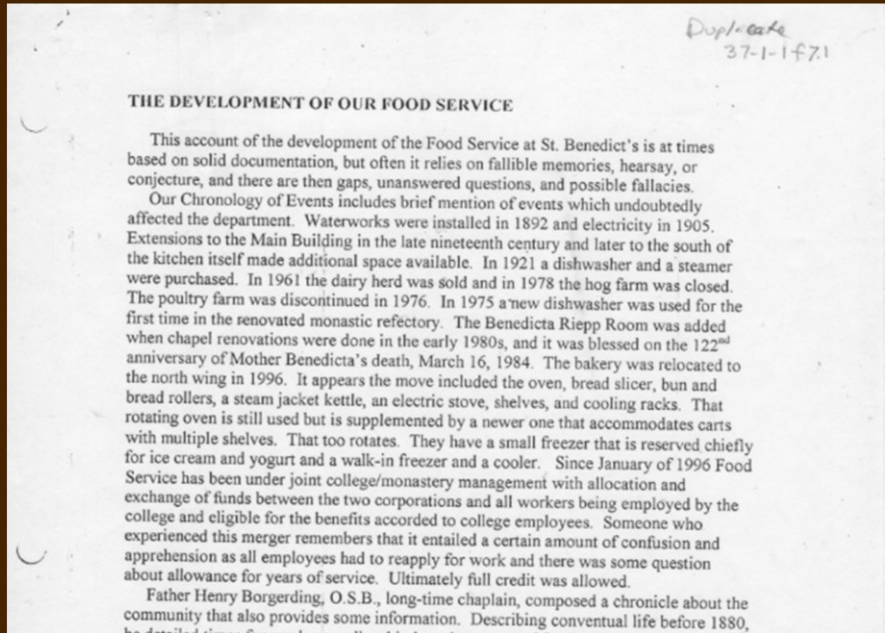 Duplicate
37-1-1 f7.1
THE DEVELOPMENT OF OUR FOOD SERVICE
This account of the development of the Food Service at St. Benedict's is at times
based on solid documentation, but often it relies on fallible memories, hearsay, or
conjecture, and there are then gaps, unanswered questions, and possible fallacies.
Our Chronology of Events includes brief mention of events which undoubtedly
affected the department. Waterworks were installed in 1892 and electricity in 1905.
Extensions to the Main Building in the late nineteenth century and later to the south of
the kitchen itself made additional space available. In 1921 a dishwasher and a steamer
were purchased. In 1961 the dairy herd was sold and in 1978 the hog farm was closed.
The poultry farm was discontinued in 1976. In 1975 a new dishwasher was used for the
first time in the renovated monastic refectory. The Benedicta Riepp Room was added
when chapel renovations were done in the early 1980s, and it was blessed on the 122nd
anniversary of Mother Benedicta's death, March 16, 1984. The bakery was relocated to
the north wing in 1996. It appears the move included the oven, bread slicer, bun and
bread rollers, a steam jacket kettle, an electric stove, shelves, and cooling racks. That
rotating oven is still used but is supplemented by a newer one that accommodates carts
with multiple shelves. That too rotates. They have a small freezer that is reserved chiefly
for ice cream and yogurt and a walk-in freezer and a cooler. Since January of 1996 Food
Service has been under joint college/monastery management with allocation and
exchange of funds between the two corporations and all workers being employed by the
college and eligible for the benefits accorded to college employees. Someone who
experienced this merger remembers that it entailed a certain amount of confusion and
apprehension as all employees had to reapply for work and there was some question
about allowance for years of service. Ultimately full credit was allowed.
Father Henry Borgerding, O.S.B., long-time chaplain, composed a chronicle about the
community that also provides some information. Describing conventual life before 1880,